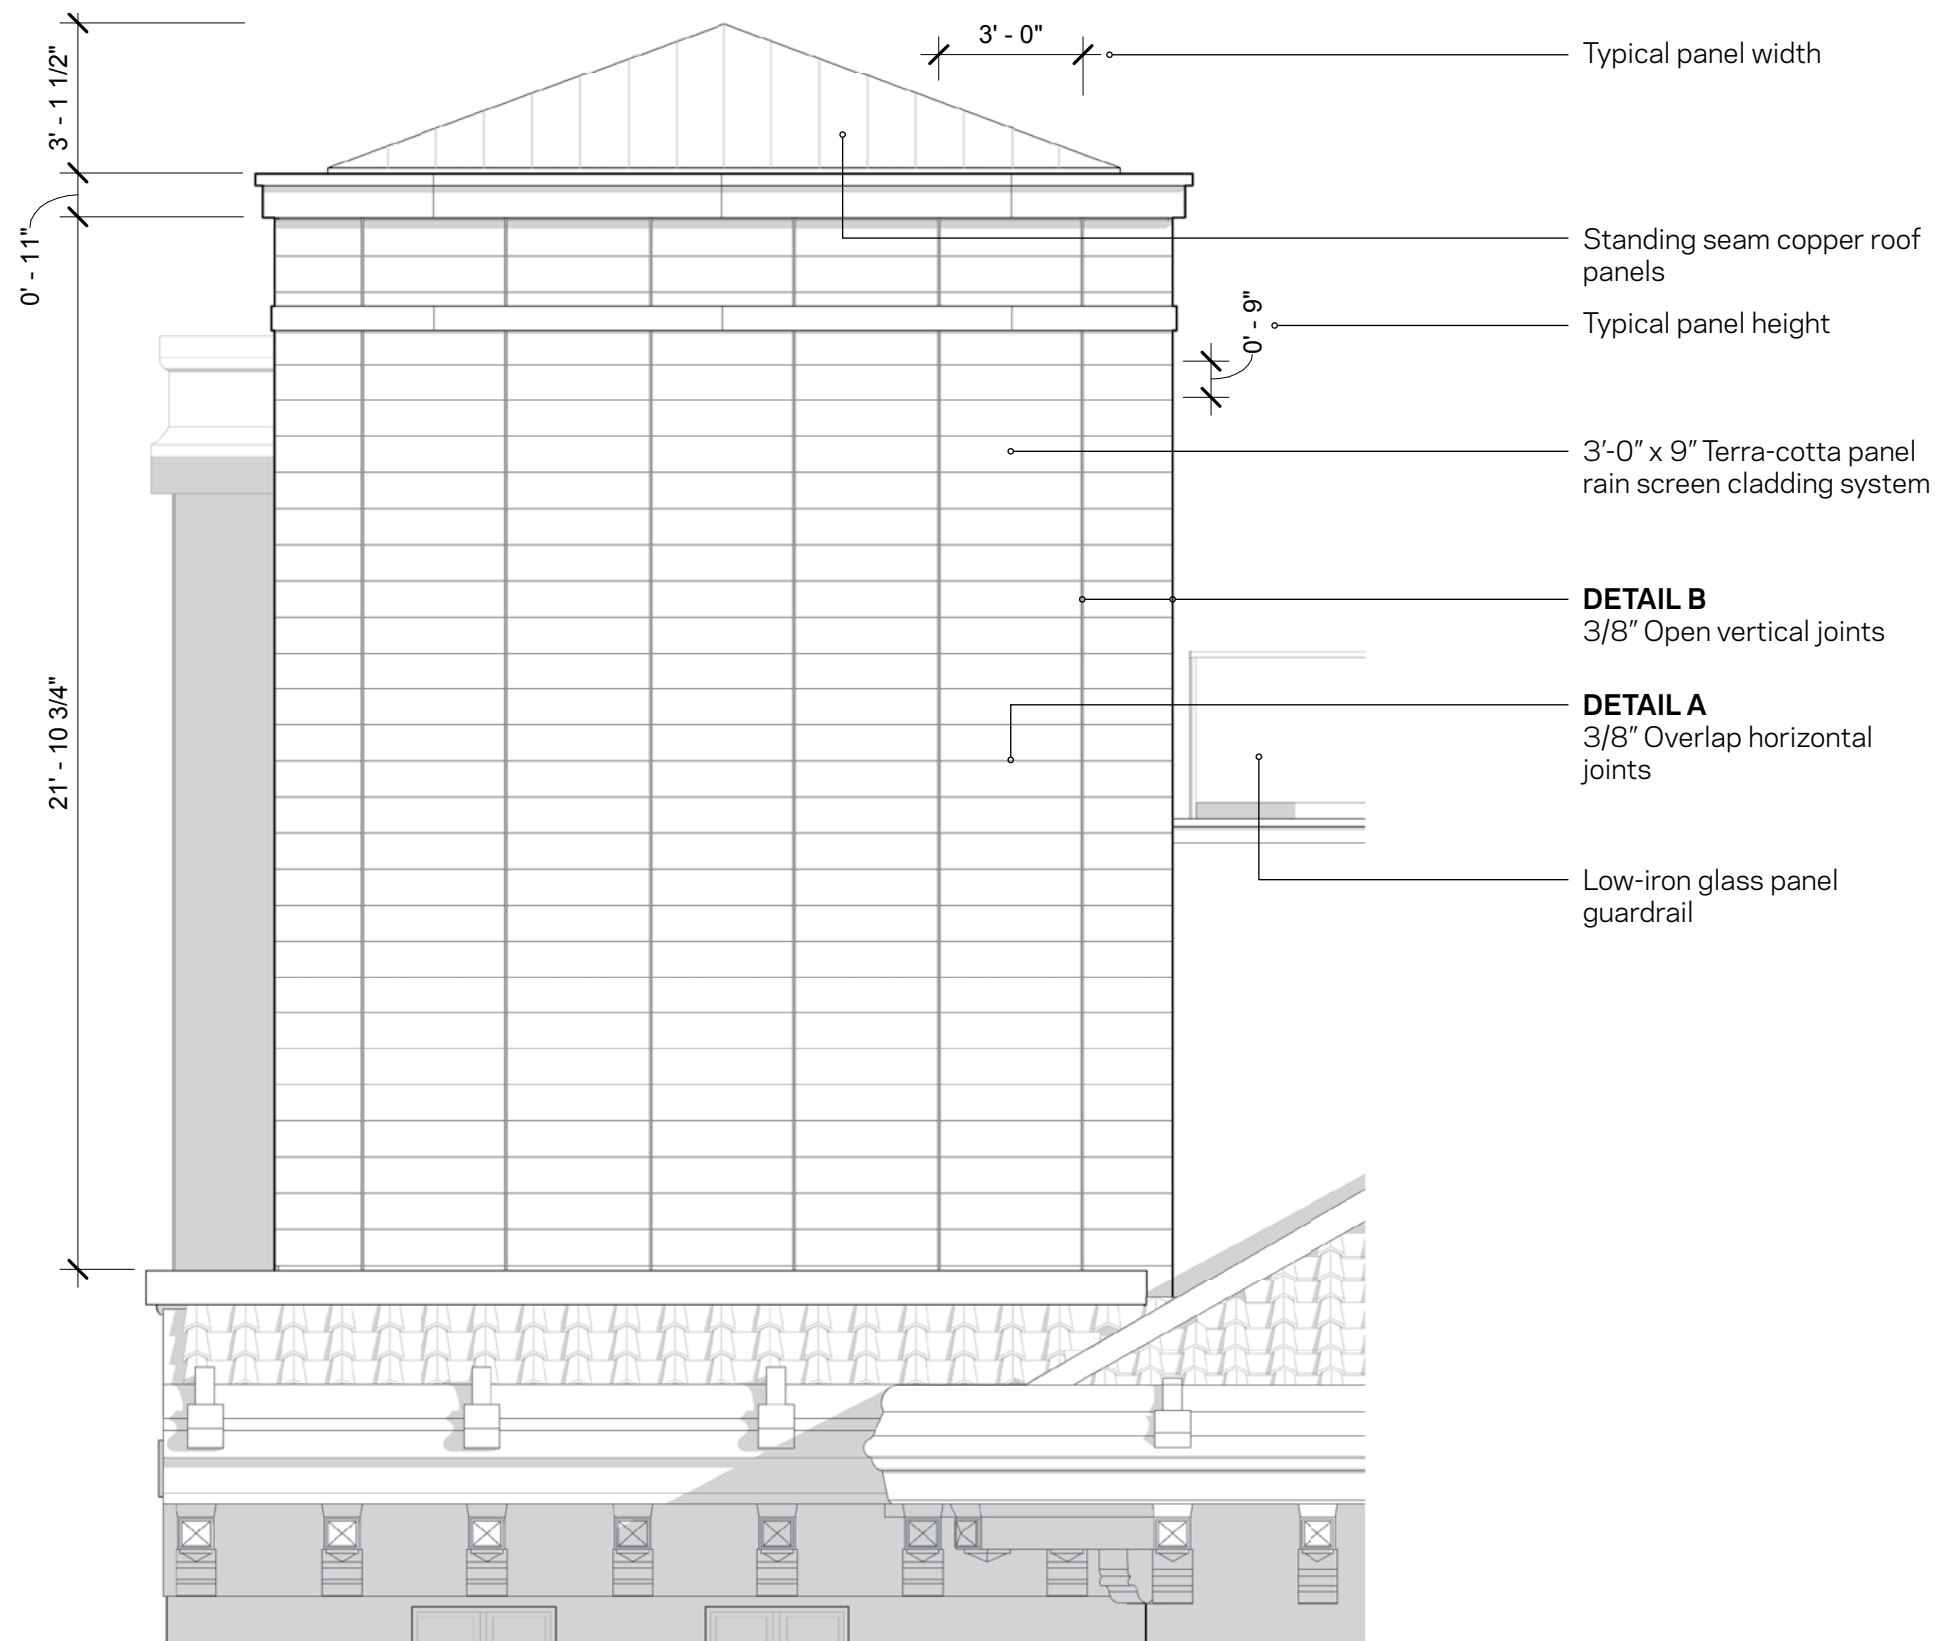 3' - 0"
Typical panel width
3' - 1 1/2"
0' - 11"
Standing seam copper roof
panels
0' - 9"
Typical panel height
3'-0" x 9" Terra-cotta panel
rain screen cladding system
DETAIL B
3/8" Open vertical joints
21' - 10 3/4"
DETAIL A
3/8" Overlap horizontal
joints
Low-iron glass panel
guardrail